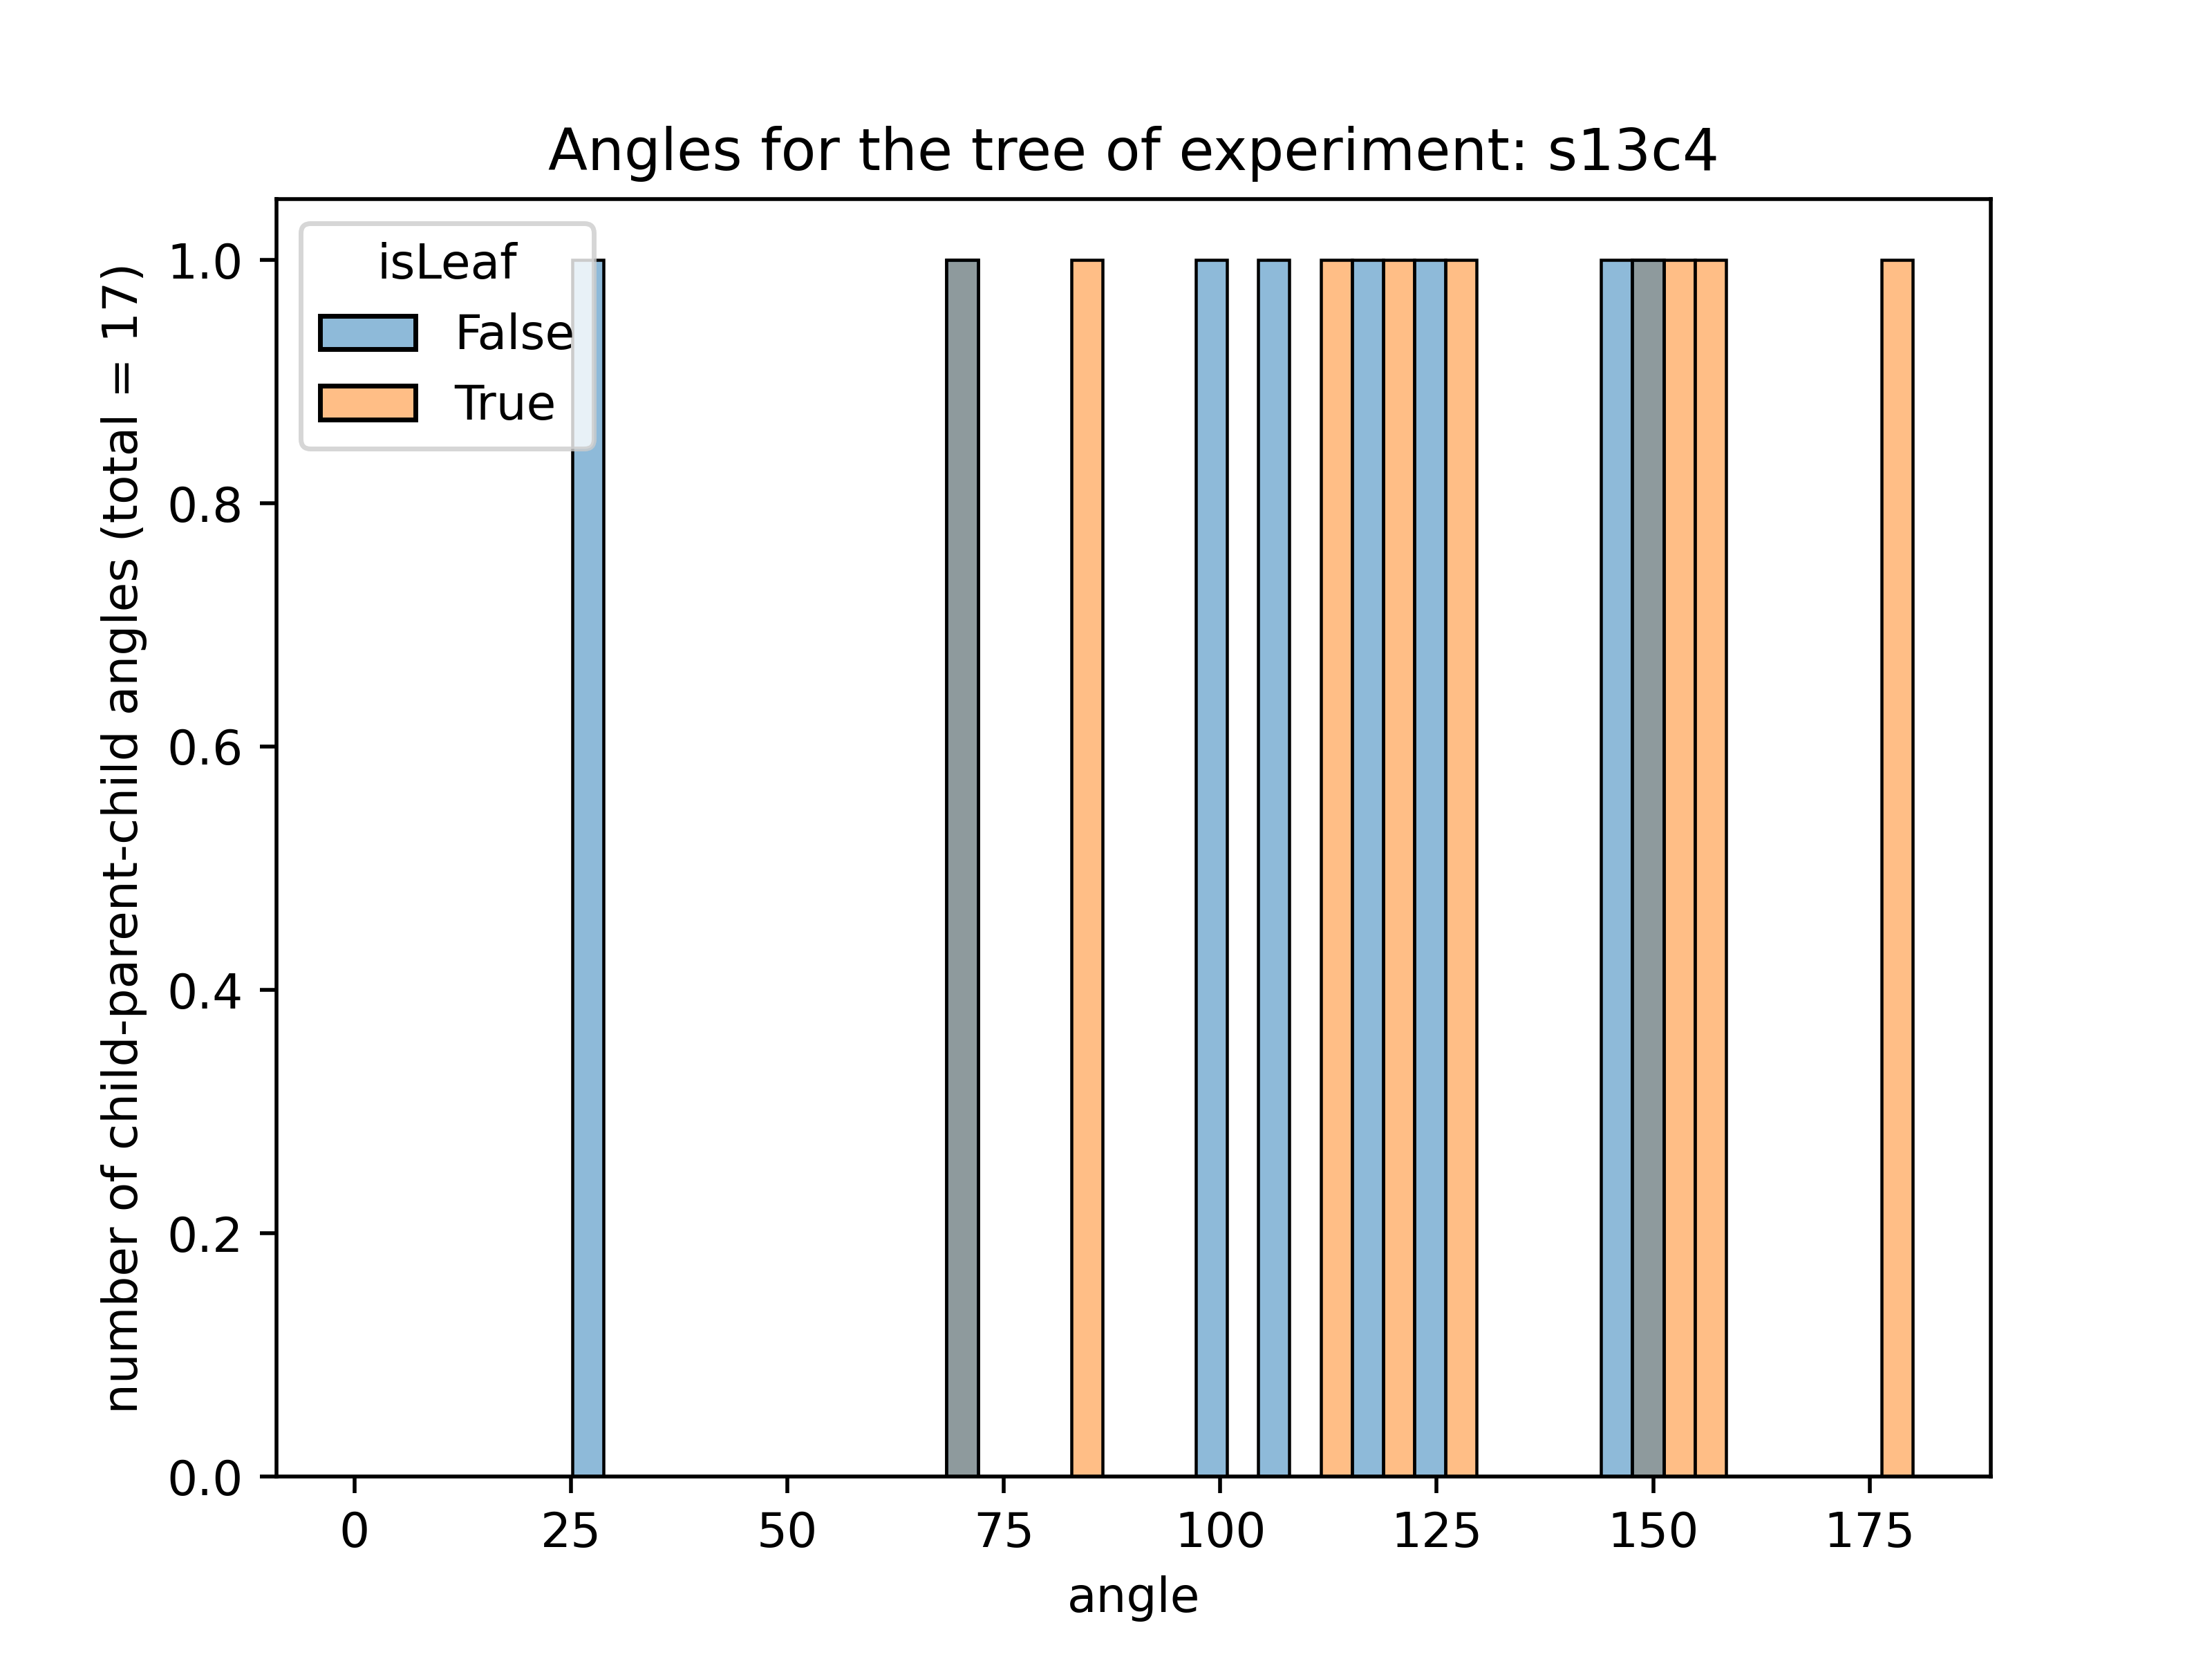 Angles for the tree of experiment: s13c4
isLeaf
False
True
number of child-parent-child angles (total = 17)
1.0
0.8
0.6
0.4
0.2
0.0
0 25 50 75 100 125 150 175
angle